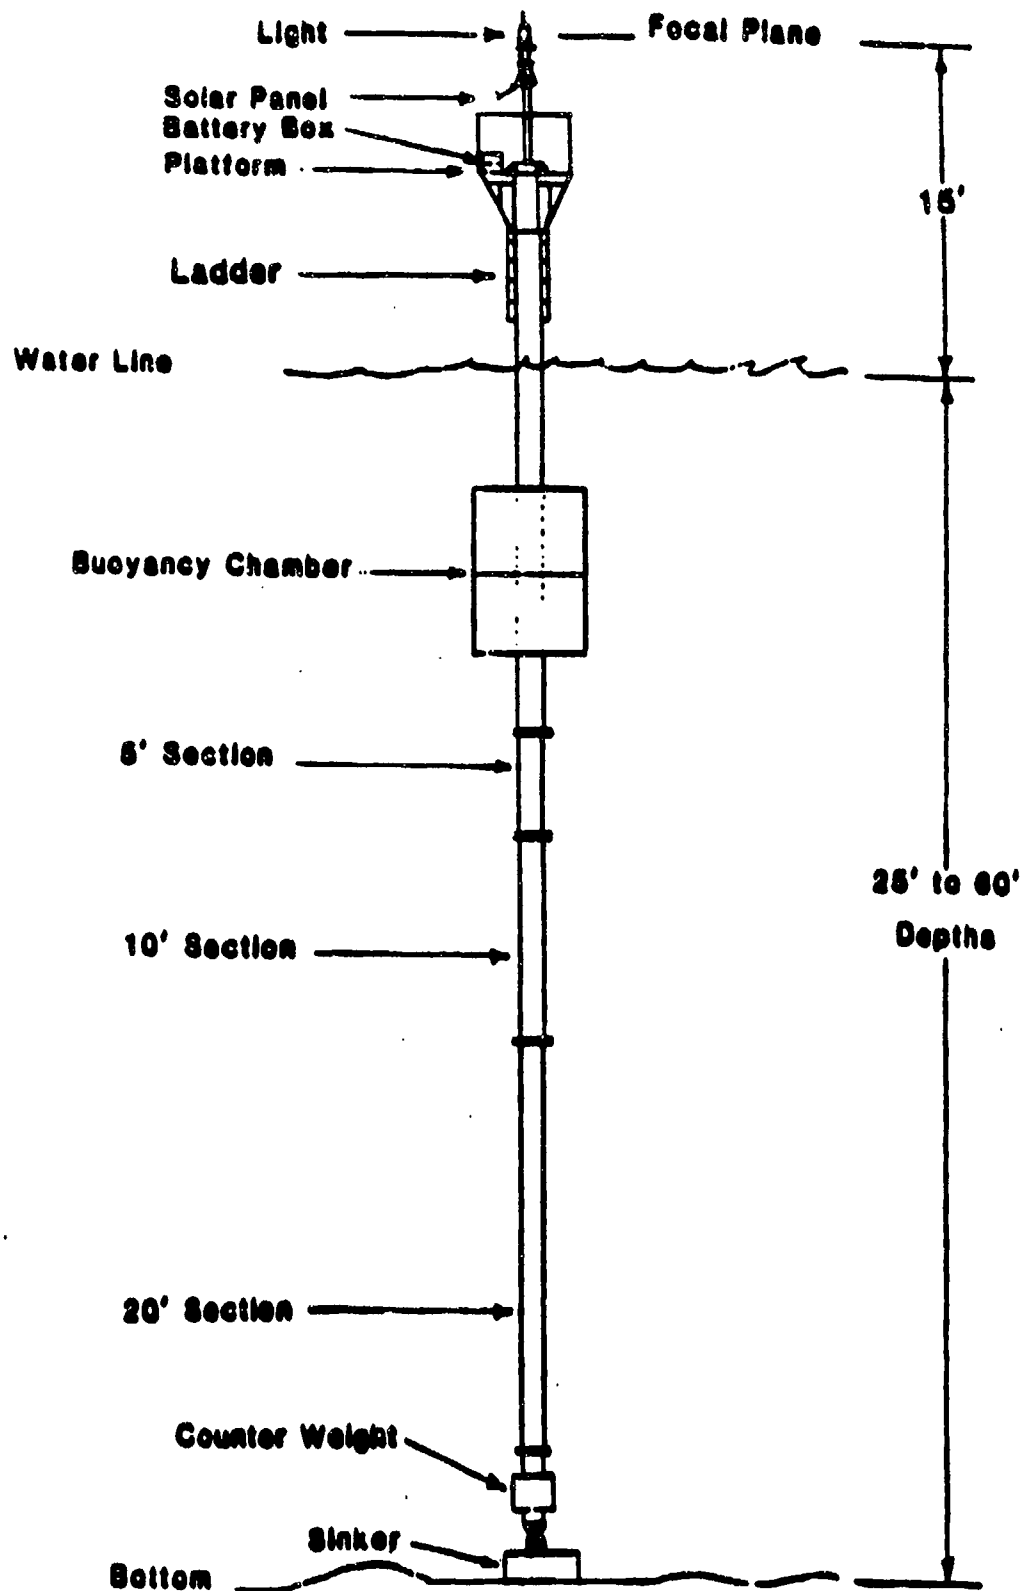 Light
Focal Plane
Solar Panel
Battery Box
Platform
15'
Ladder
Water Line
Buoyancy Chamber
5' Section
25' to 60'
Depths
10' Section
20' Section
Counter Weight
Sinker
Bottom